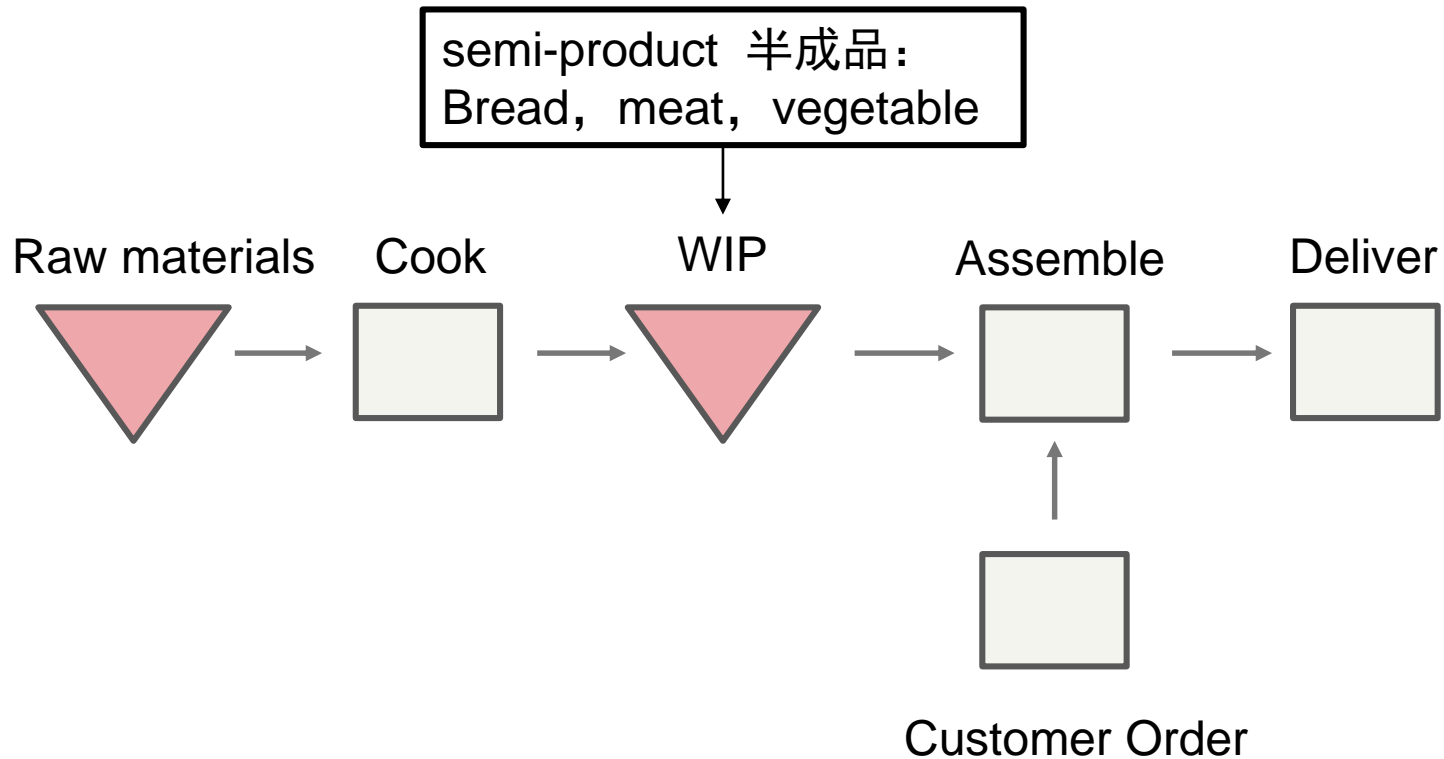 semi-product 半成品：
Bread，meat，vegetable
Raw materials
Cook
WIP
Assemble
Deliver
Customer Order